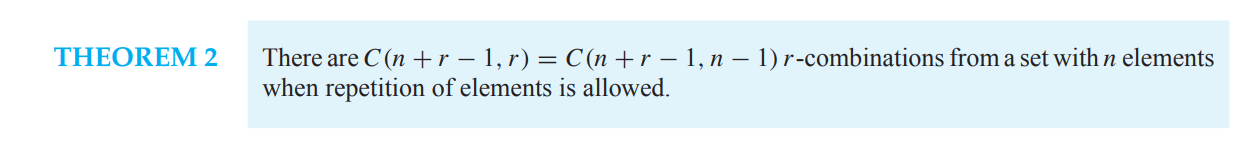 THEOREM 2 There are C(n + r − 1, r) = C(n + r − 1, n − 1) r-combinations from a set with n elements
when repetition of elements is allowed.